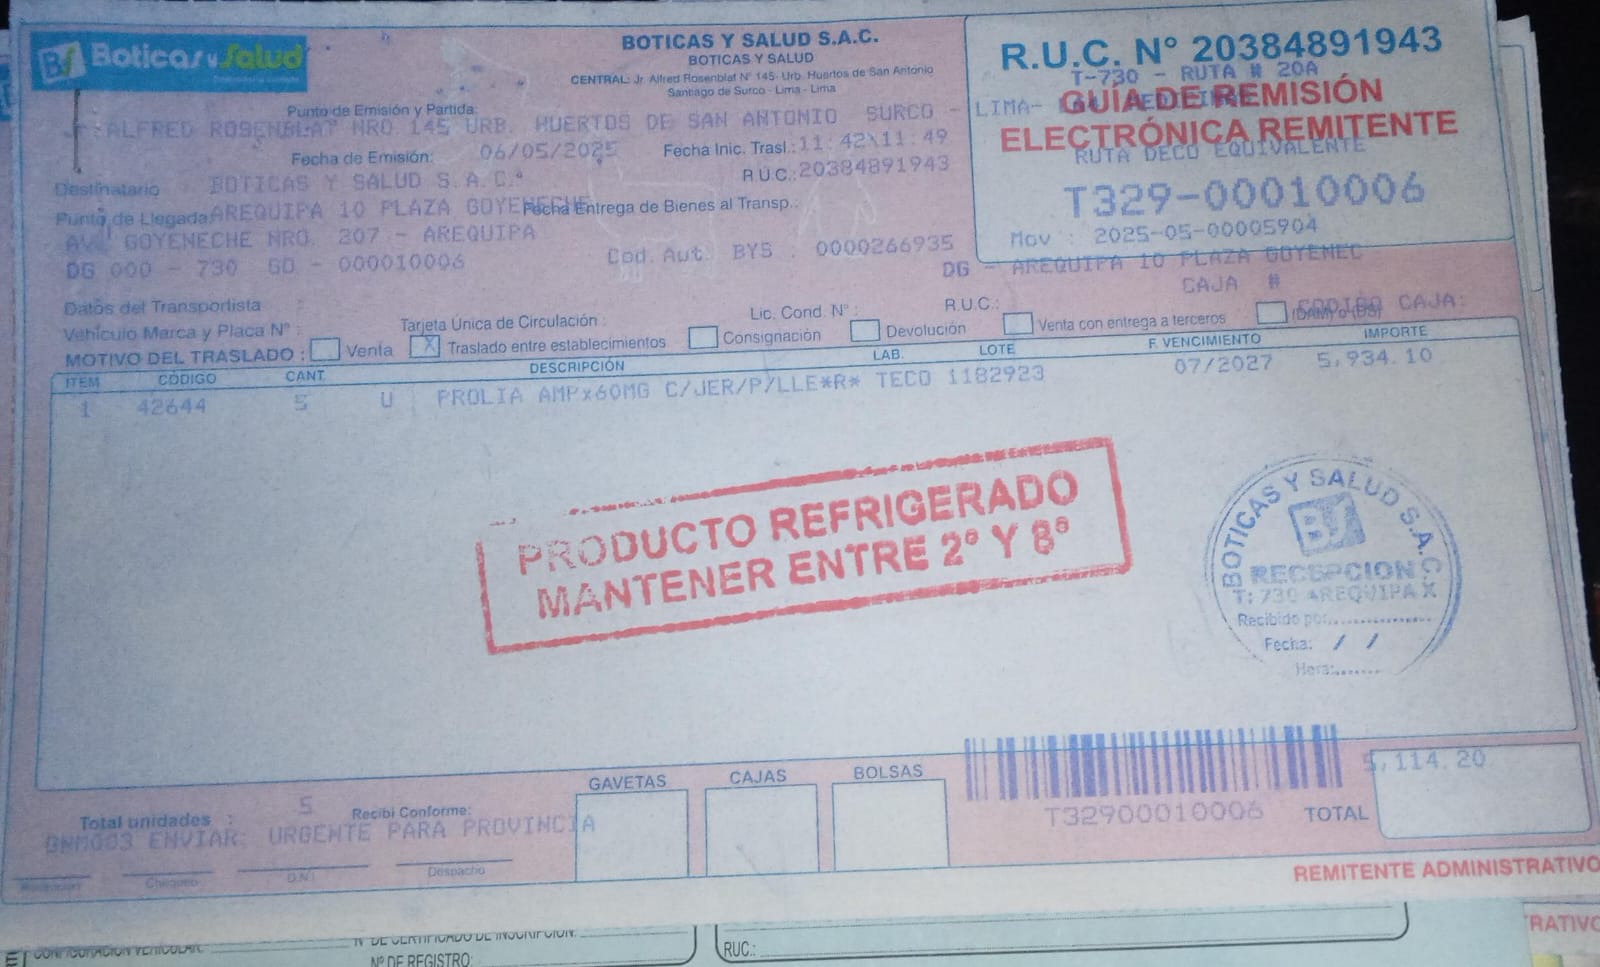 Boticas y Salud
BOTICAS Y SALUD S.A.C.
BOTICAS Y SALUD
CENTRAL: Jr. Alfred Rosenblat N° 145- Urb. Huertos de San Antonio
Santiago de Surco - Lima - Lima
R.U.C. N° 20384891943
T-730 - RUTA # 20A
GUÍA DE REMISIÓN
ELECTRÓNICA REMITENTE
RUTA DECO EQUIVALENTE
T329-00010006
Mov : 2025-05-00005904
Punto de Emisión y Partida:
ALFRED ROSENBLAT NRO 145 URB. HUERTOS DE SAN ANTONIO SURCO - LIMA-
Fecha de Emisión: 06/05/2025 Fecha Inic. Trasl.: 11:42\11:49
Destinatario BOTICAS Y SALUD S.A.C. R.U.C.: 20384891943
Punto de Llegada AREQUIPA 10 PLAZA GOYENECHE Fecha Entrega de Bienes al Transp.:
AV. GOYENECHE NRO. 207 - AREQUIPA
DG 000 - 730 GD - 000010006 Cod. Aut. BYS : 0000266935
DG - AREQUIPA 10 PLAZA GOYENEC
CAJA #
CODIGO CAJA:
Datos del Transportista
Vehículo Marca y Placa N° : Tarjeta Única de Circulación : Lic. Cond. N° : R.U.C.:
MOTIVO DEL TRASLADO : Venta X Traslado entre establecimientos Consignación Devolución Venta con entrega a terceros
ITEM CÓDIGO CANT. DESCRIPCIÓN LAB. LOTE F. VENCIMIENTO IMPORTE
1 42644 5 U PROLIA AMPx60MG C/JER/P/LLE*R* TECO 1182923 07/2027 5,934.10
PRODUCTO REFRIGERADO
MANTENER ENTRE 2° Y 8°
BOTICAS Y SALUD S.A.C.
BS
RECEPCION
T: 730 AREQUIPA X
Recibido por:..............
Fecha: / /
Hora:.......
GAVETAS CAJAS BOLSAS
T32900010006
TOTAL 5,114.20
Total unidades : 5 Recibi Conforme:
ENVIAR: URGENTE PARA PROVINCIA
Chequeo D.N.I. Despacho
REMITENTE ADMINISTRATIVO
CONFIGURACIÓN VEHICULAR:
N° DE CERTIFICADO DE INSCRIPCIÓN:
N° DE REGISTRO:
RUC.:
RATIVO